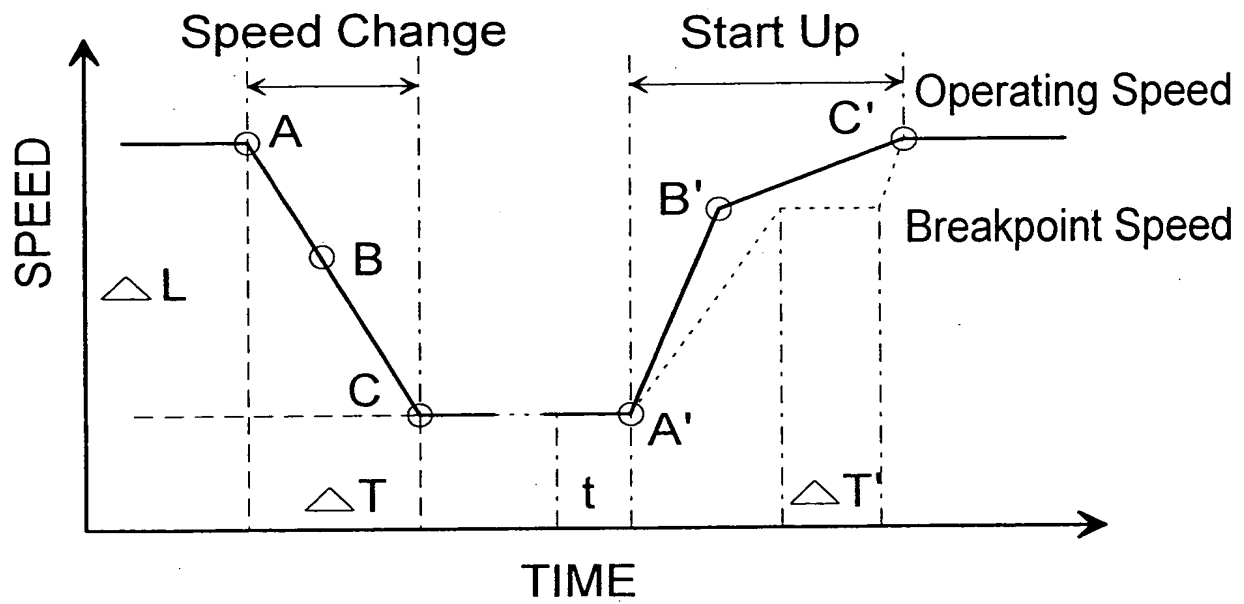 Speed Change
Start Up
Operating Speed
A
C'
B'
Breakpoint Speed
B
SPEED
△ L
C
A'
△ T
t
△ T'
TIME